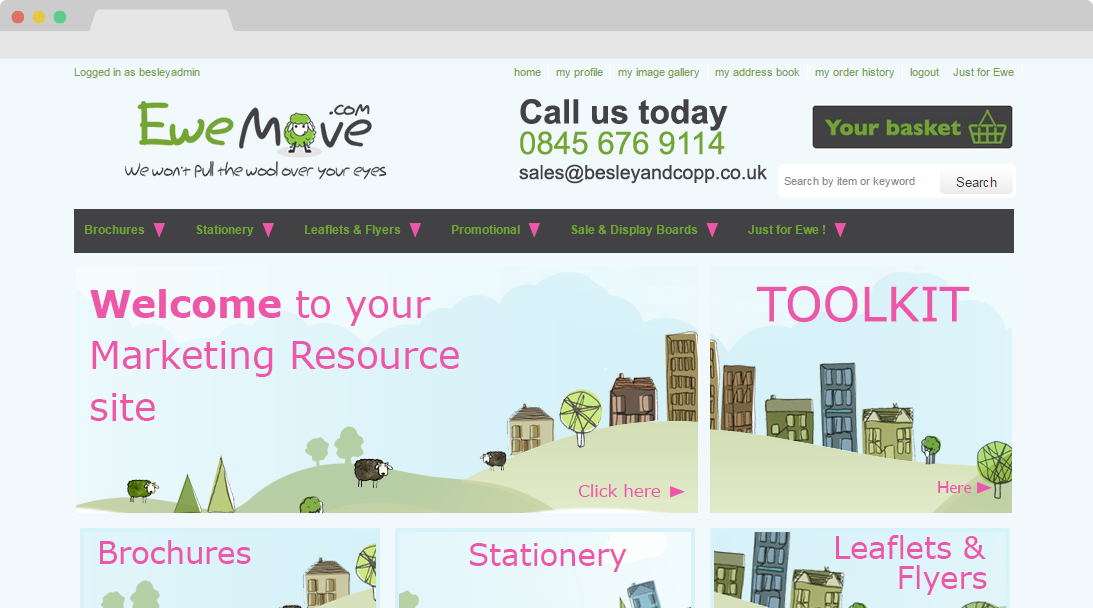 Logged in as besleyadmin
home my profile my image gallery my address book my order history logout Just for Ewe
EweMove.com
We won't pull the wool over your eyes
Call us today
0845 676 9114
sales@besleyandcopp.co.uk
Your basket
Search by item or keyword Search
Brochures Stationery Leaflets & Flyers Promotional Sale & Display Boards Just for Ewe !
Welcome to your
Marketing Resource
site
Click here
TOOLKIT
Here
Brochures
Stationery
Leaflets &
Flyers